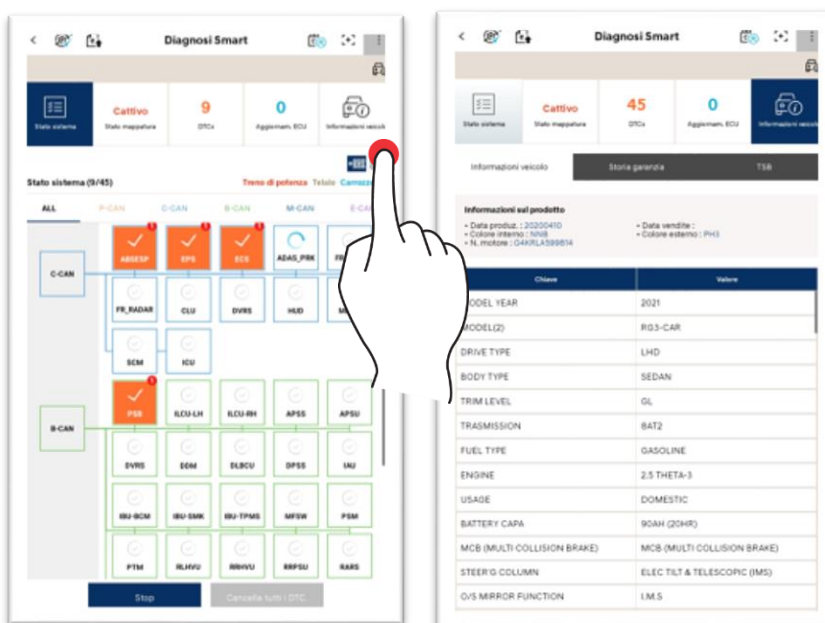 Diagnosi Smart
Stato sistema
Cattivo
Stato mappatura
9
DTCs
0
Aggiornam. ECU
Informazioni veicolo
Stato sistema (9/45)
Treno di potenza Telaio
ALL P-CAN C-CAN B-CAN M-CAN
C-CAN
ABSESP EPS ECS ADAS_PRK
FR_RADAR CLU DVRS HUD
SCM ICU
B-CAN
PSB ILCU-LH ILCU-RH APSS APSU
DVRS DDM DLBCU DPSS IAU
IBU-BCM IBU-SMK IBU-TPMS MFSW PSM
PTM RLHVU RRHVU RRPSU RARS
Stop
Cancella tutti i DTC.
Diagnosi Smart
Stato sistema
Cattivo
Stato mappatura
45
DTCs
0
Aggiornam. ECU
Informazioni veicolo
Informazioni veicolo
Storia garanzia
TSB
Informazioni sul prodotto
• Data produz. : 20200410
• Data vendite :
• Colore interno : NNB
• Colore esterno : PH3
• N. motore : G4KRLA599814
Chiave Valore
MODEL YEAR 2021
MODEL(2) RG3-CAR
DRIVE TYPE LHD
BODY TYPE SEDAN
TRIM LEVEL GL
TRASMISSION 8AT2
FUEL TYPE GASOLINE
ENGINE 2.5 THETA-3
USAGE DOMESTIC
BATTERY CAPA 90AH (20HR)
MCB (MULTI COLLISION BRAKE) MCB (MULTI COLLISION BRAKE)
STEER'G COLUMN ELEC TILT & TELESCOPIC (IMS)
O/S MIRROR FUNCTION I.M.S